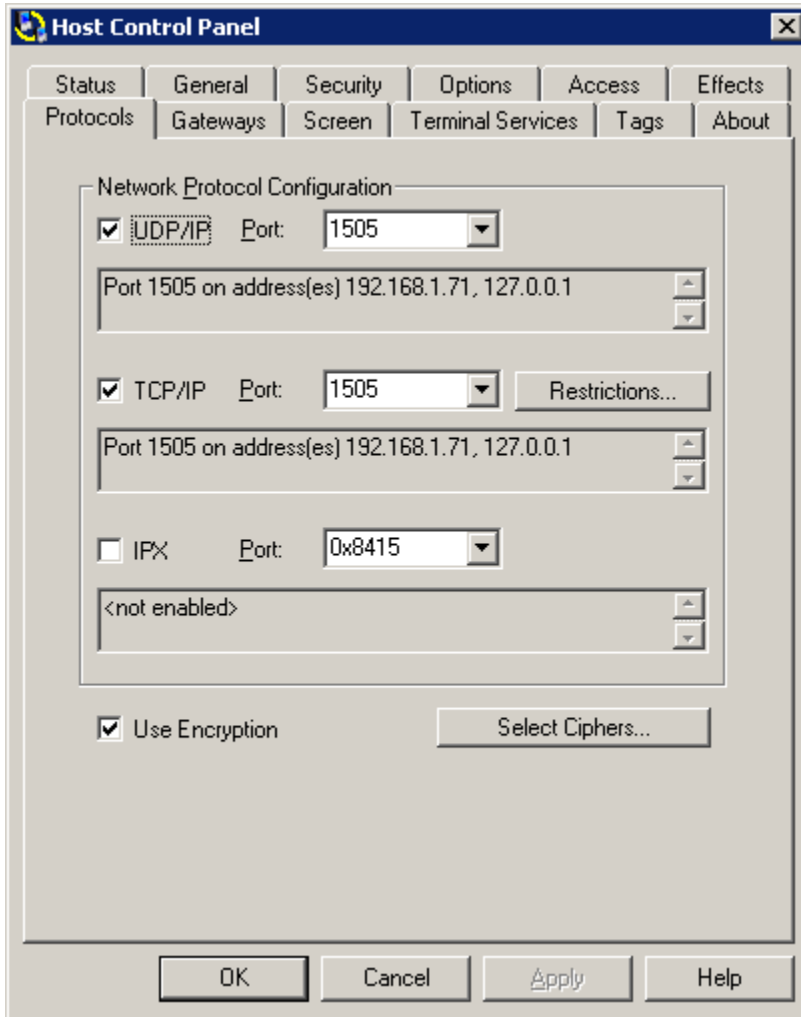 Host Control Panel
Status General Security Options Access Effects
Protocols Gateways Screen Terminal Services Tags About
Network Protocol Configuration
UDP/IP Port: 1505
Port 1505 on address(es) 192.168.1.71, 127.0.0.1
TCP/IP Port: 1505 Restrictions...
Port 1505 on address(es) 192.168.1.71, 127.0.0.1
IPX Port: 0x8415
<not enabled>
Use Encryption Select Ciphers...
OK Cancel Apply Help